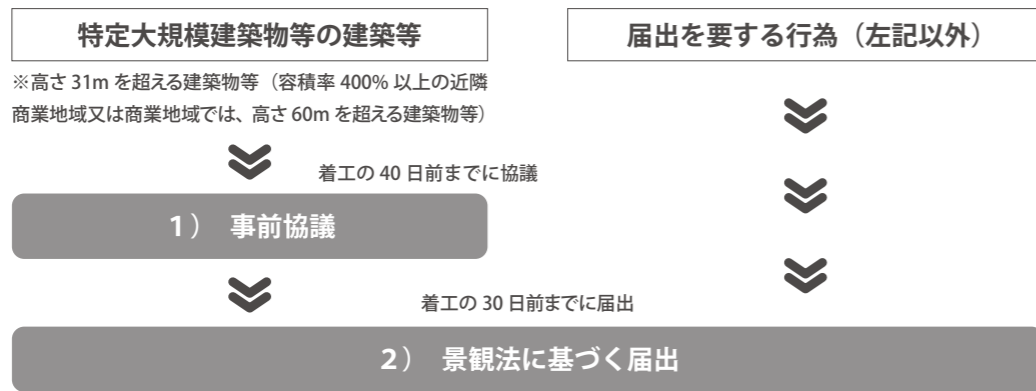 特定大規模建築物等の建築等
届出を要する行為（左記以外）
※高さ 31m を超える建築物等（容積率 400% 以上の近隣
商業地域又は商業地域では、高さ 60m を超える建築物等）
着工の 40 日前までに協議
1） 事前協議
着工の 30 日前までに届出
2） 景観法に基づく届出